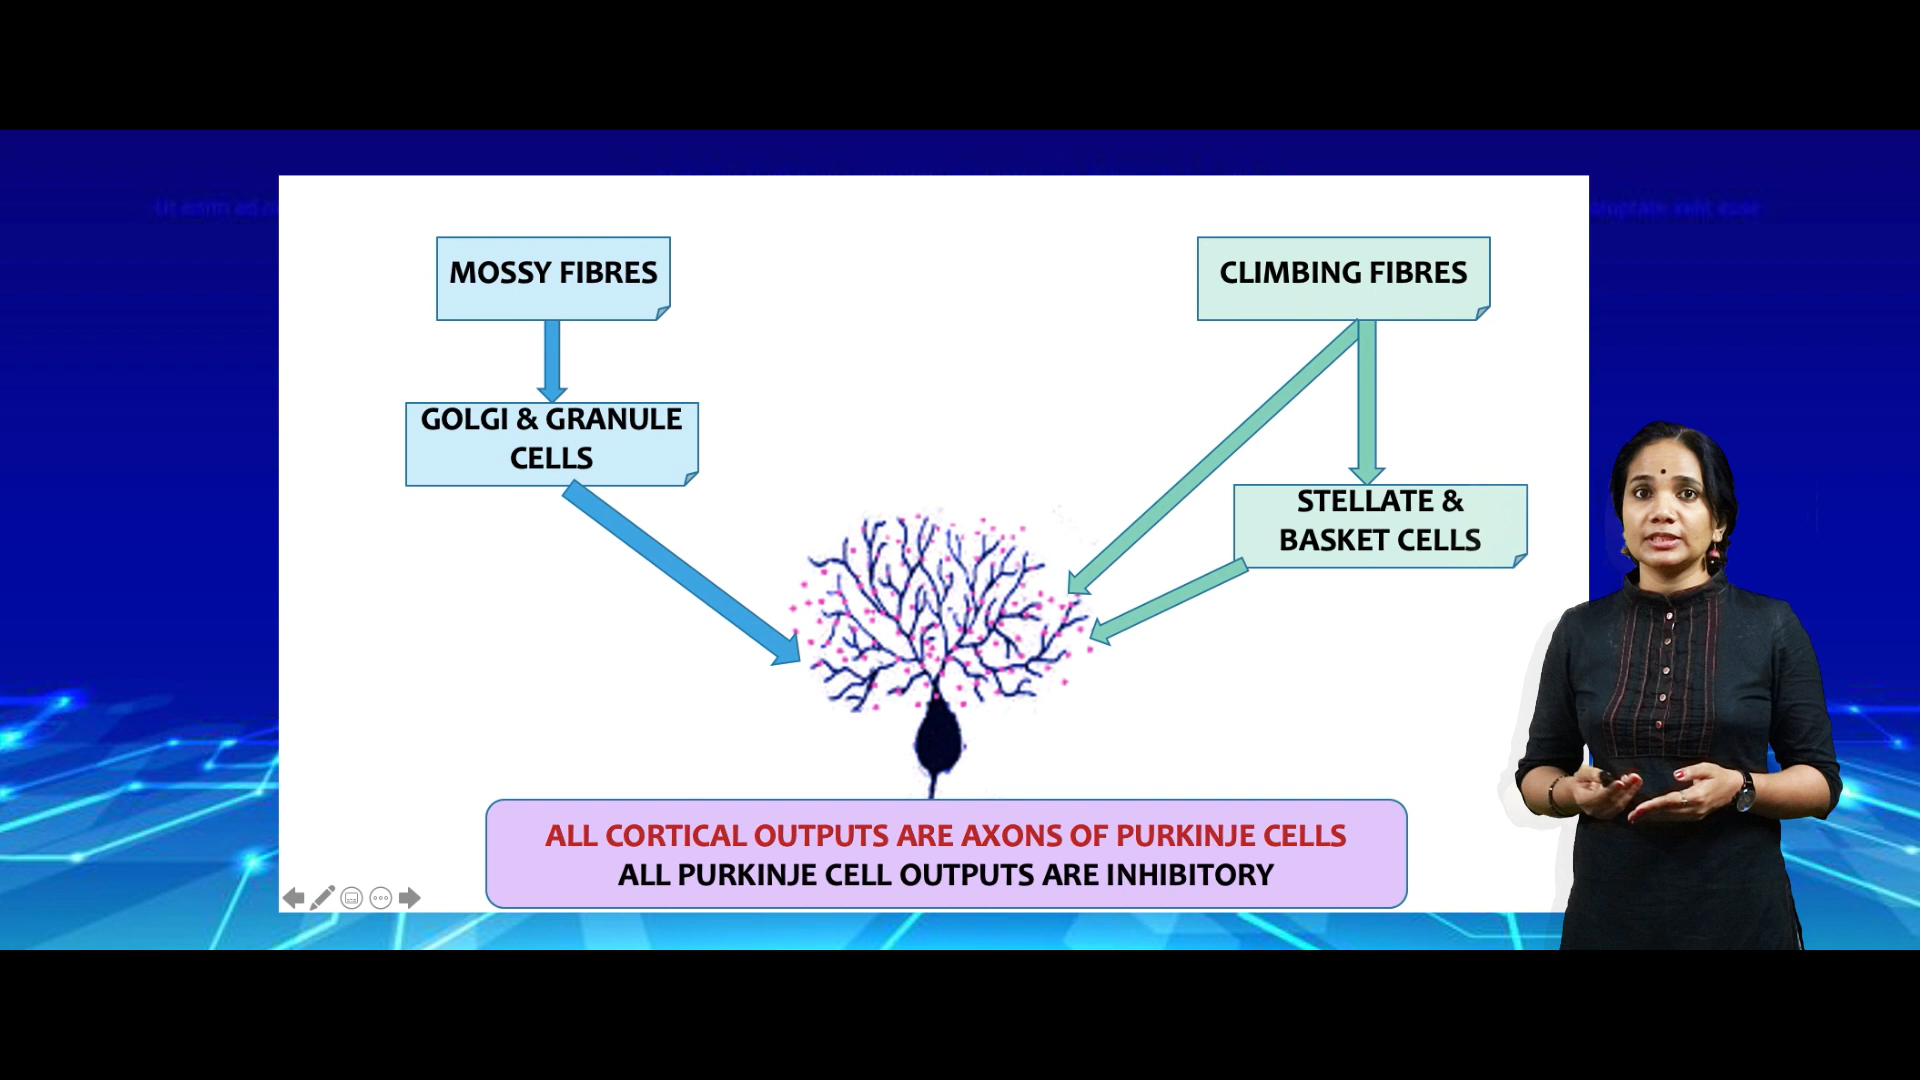 MOSSY FIBRES
CLIMBING FIBRES
GOLGI & GRANULE
CELLS
STELLATE &
BASKET CELLS
ALL CORTICAL OUTPUTS ARE AXONS OF PURKINJE CELLS
ALL PURKINJE CELL OUTPUTS ARE INHIBITORY